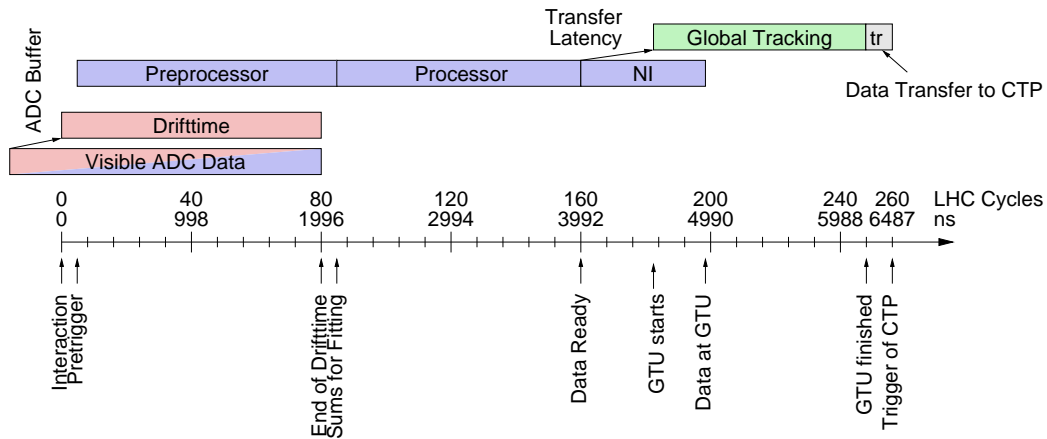 Transfer
Latency
Global Tracking
tr
Data Transfer to CTP
ADC Buffer
Preprocessor
Processor
NI
Drifttime
Visible ADC Data
0 40 80 120 160 200 240 260 LHC Cycles
0 998 1996 2994 3992 4990 5988 6487 ns
Interaction
Pretrigger
End of Drifttime
Sums for Fitting
Data Ready
GTU starts
Data at GTU
GTU finished
Trigger of CTP